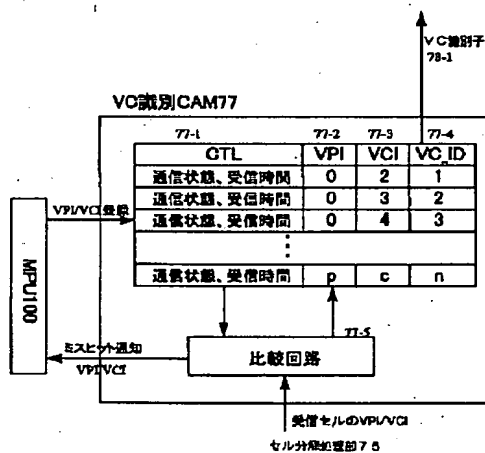 VC識別子
78-1
VC識別CAM77
77-1 77-2 77-3 77-4
CTL VPI VCI VC_ID
通信状態、受信時間 0 2 1
通信状態、受信時間 0 3 2
通信状態、受信時間 0 4 3
⋮
通信状態、受信時間 p c n
VPI/VCI登録
MPU100
ミスヒット通知
VPI/VCI
77-5
比較回路
受信セルのVPI/VCI
セル分解処理部75